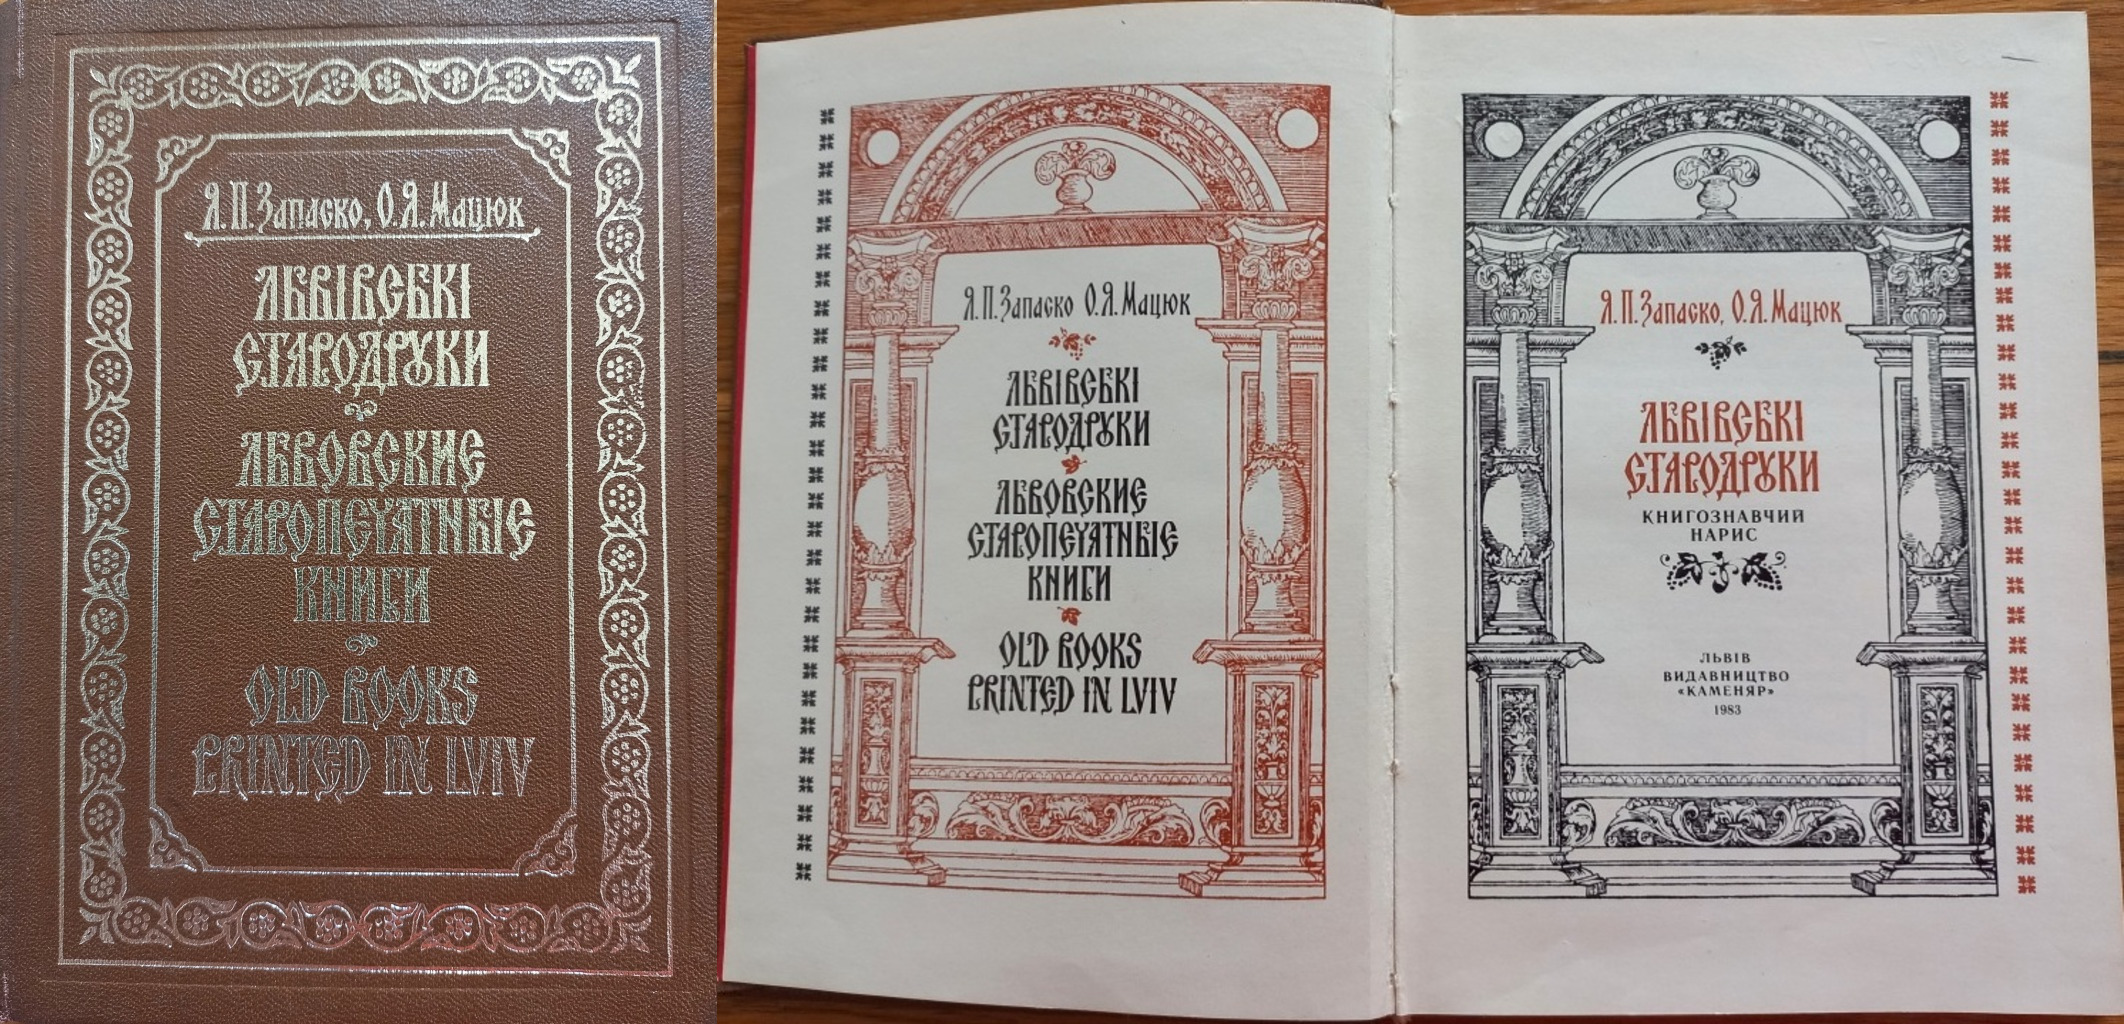 Я.П.Запаско, О.Я.Мацюк
ЛЬВІВСЬКІ
СТАРОДРУКИ
ЛЬВОВСКИЕ
СТАРОПЕЧАТНЫЕ
КНИГИ
OLD BOOKS
PRINTED IN LVIV
Я.П.Запаско О.Я.Мацюк
ЛЬВІВСЬКІ
СТАРОДРУКИ
ЛЬВОВСКИЕ
СТАРОПЕЧАТНЫЕ
КНИГИ
OLD BOOKS
PRINTED IN LVIV
Я.П.Запаско, О.Я.Мацюк
ЛЬВІВСЬКІ
СТАРОДРУКИ
КНИГОЗНАВЧИЙ
НАРИС
ЛЬВІВ
ВИДАВНИЦТВО
«КАМЕНЯР»
1983